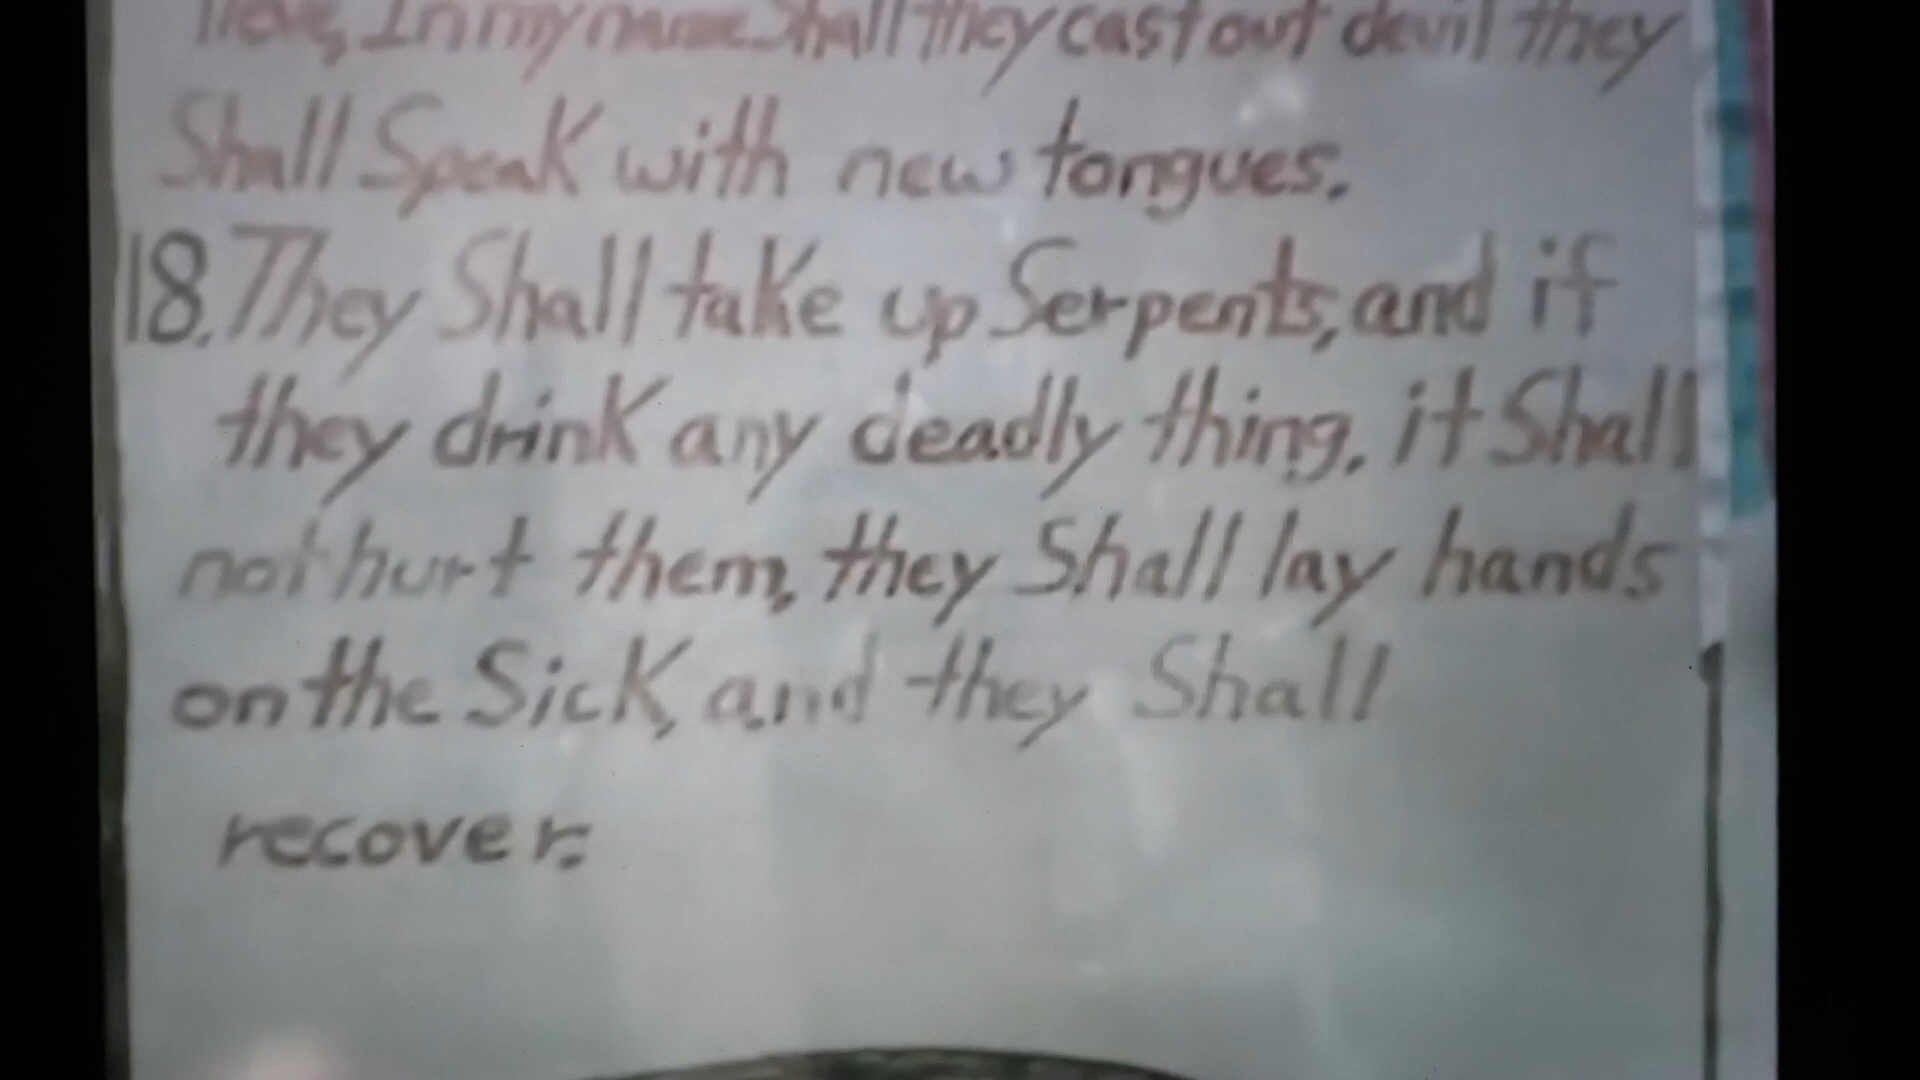 lieve, In my name Shall they cast out devil they
Shall Speak with new tongues.
18. They Shall take up Serpents, and if
they drink any deadly thing, it Shall
not hurt them, they Shall lay hands
on the Sick, and they Shall
recover.